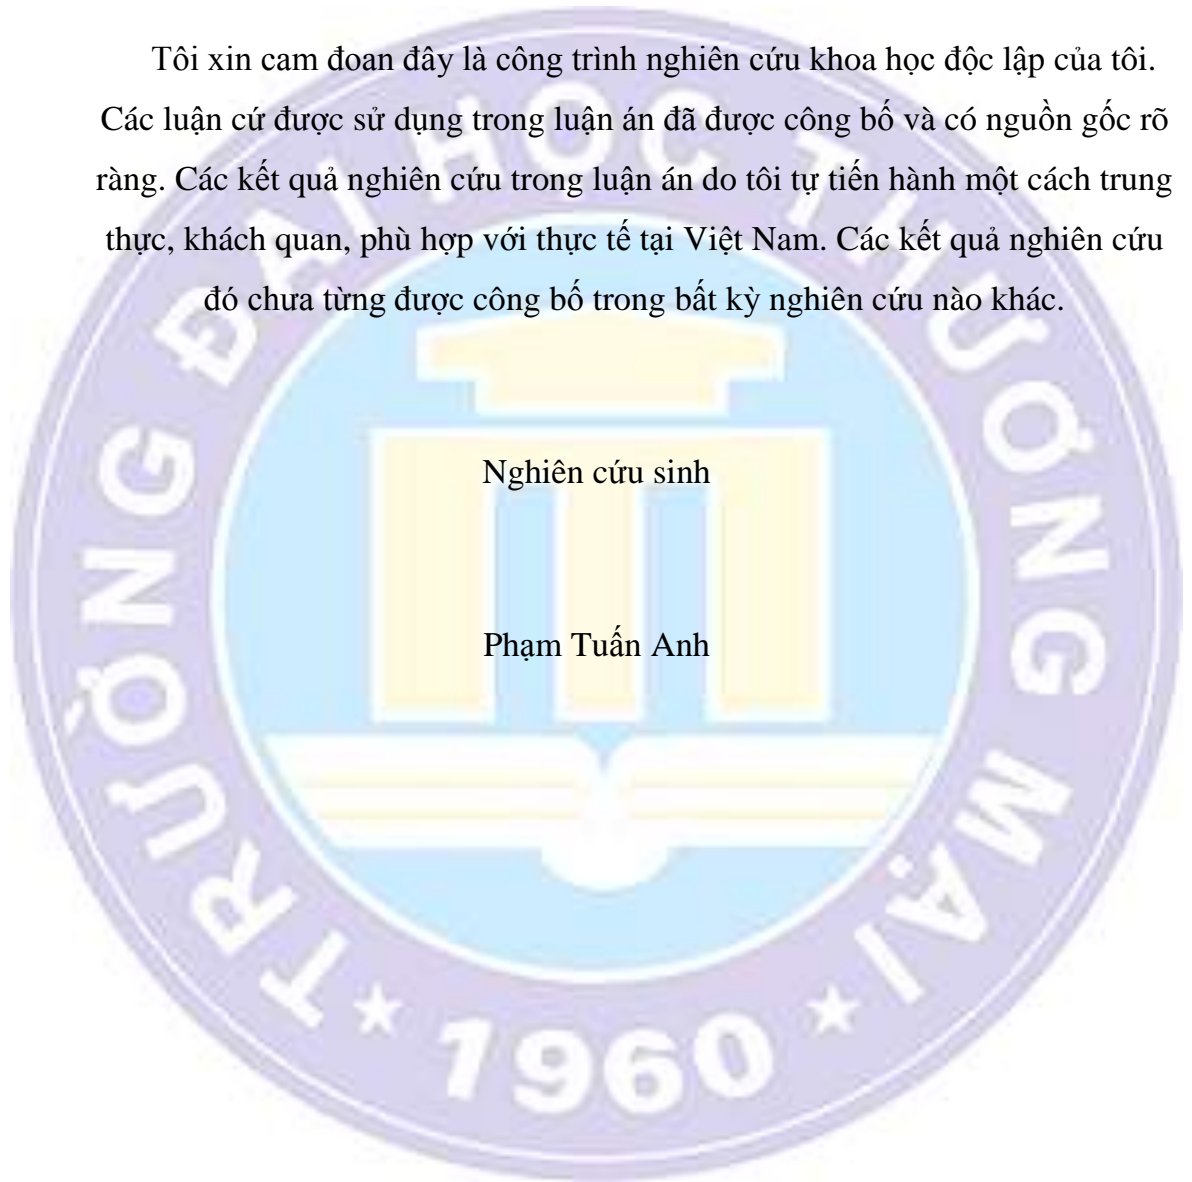 Tôi xin cam đoan đây là công trình nghiên cứu khoa học độc lập của tôi.
Các luận cứ được sử dụng trong luận án đã được công bố và có nguồn gốc rõ
ràng. Các kết quả nghiên cứu trong luận án do tôi tự tiến hành một cách trung
thực, khách quan, phù hợp với thực tế tại Việt Nam. Các kết quả nghiên cứu
đó chưa từng được công bố trong bất kỳ nghiên cứu nào khác.
Nghiên cứu sinh
Phạm Tuấn Anh
TRƯỜNG ĐẠI HỌC THƯƠNG MẠI
★ 1960 ★